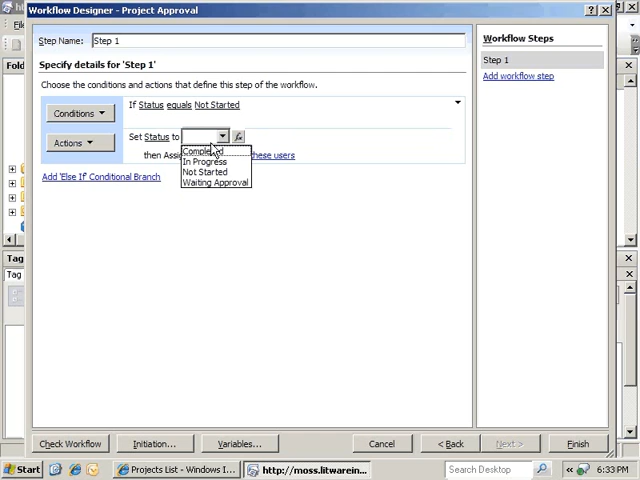 Workflow Designer - Project Approval
Step Name: Step 1
Workflow Steps
Step 1
Add workflow step
Specify details for 'Step 1'
Choose the conditions and actions that define this step of the workflow.
Conditions
If Status equals Not Started
Actions
Set Status to
then Assig these users
Completed
In Progress
Not Started
Waiting Approval
Add 'Else If' Conditional Branch
Fold
Tag
Tag
Check Workflow
Initiation...
Variables...
Cancel
< Back
Next >
Finish
Start
Projects List - Windows I...
http://moss.litwarein...
Search Desktop
6:33 PM